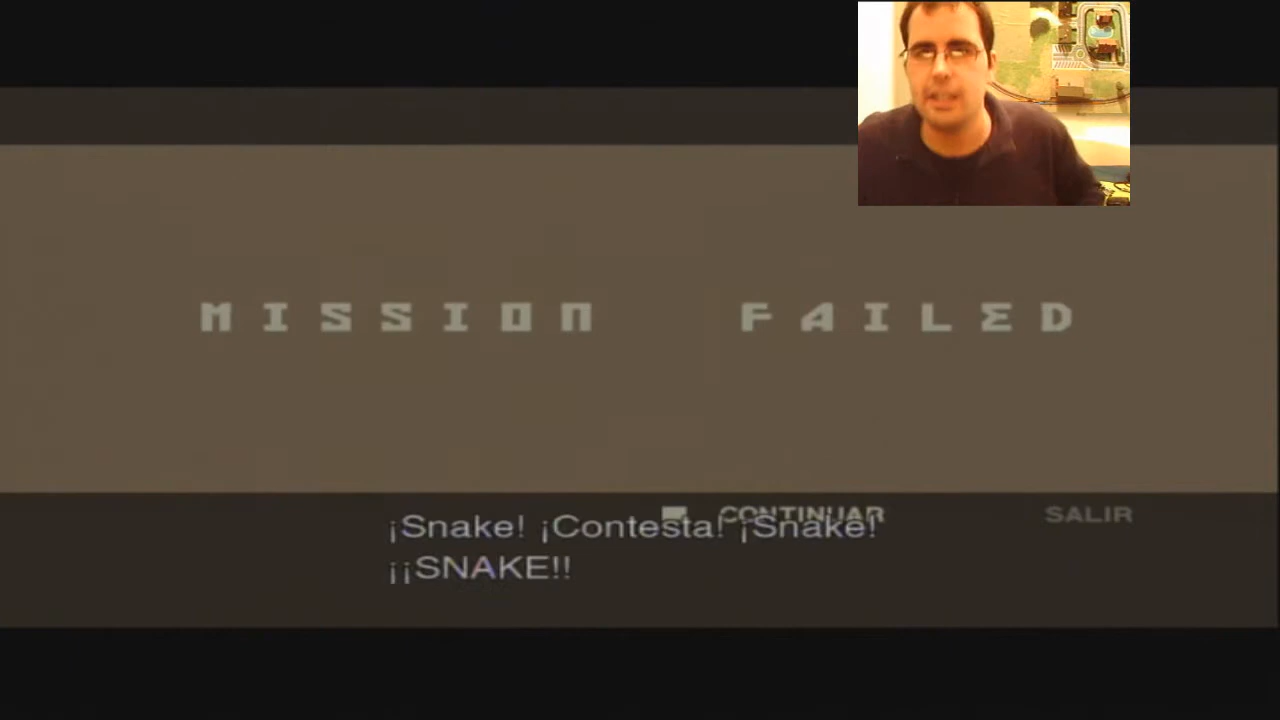 MISSION FAILED
CONTINUAR SALIR
¡Snake! ¡Contesta! ¡Snake!
¡¡SNAKE!!